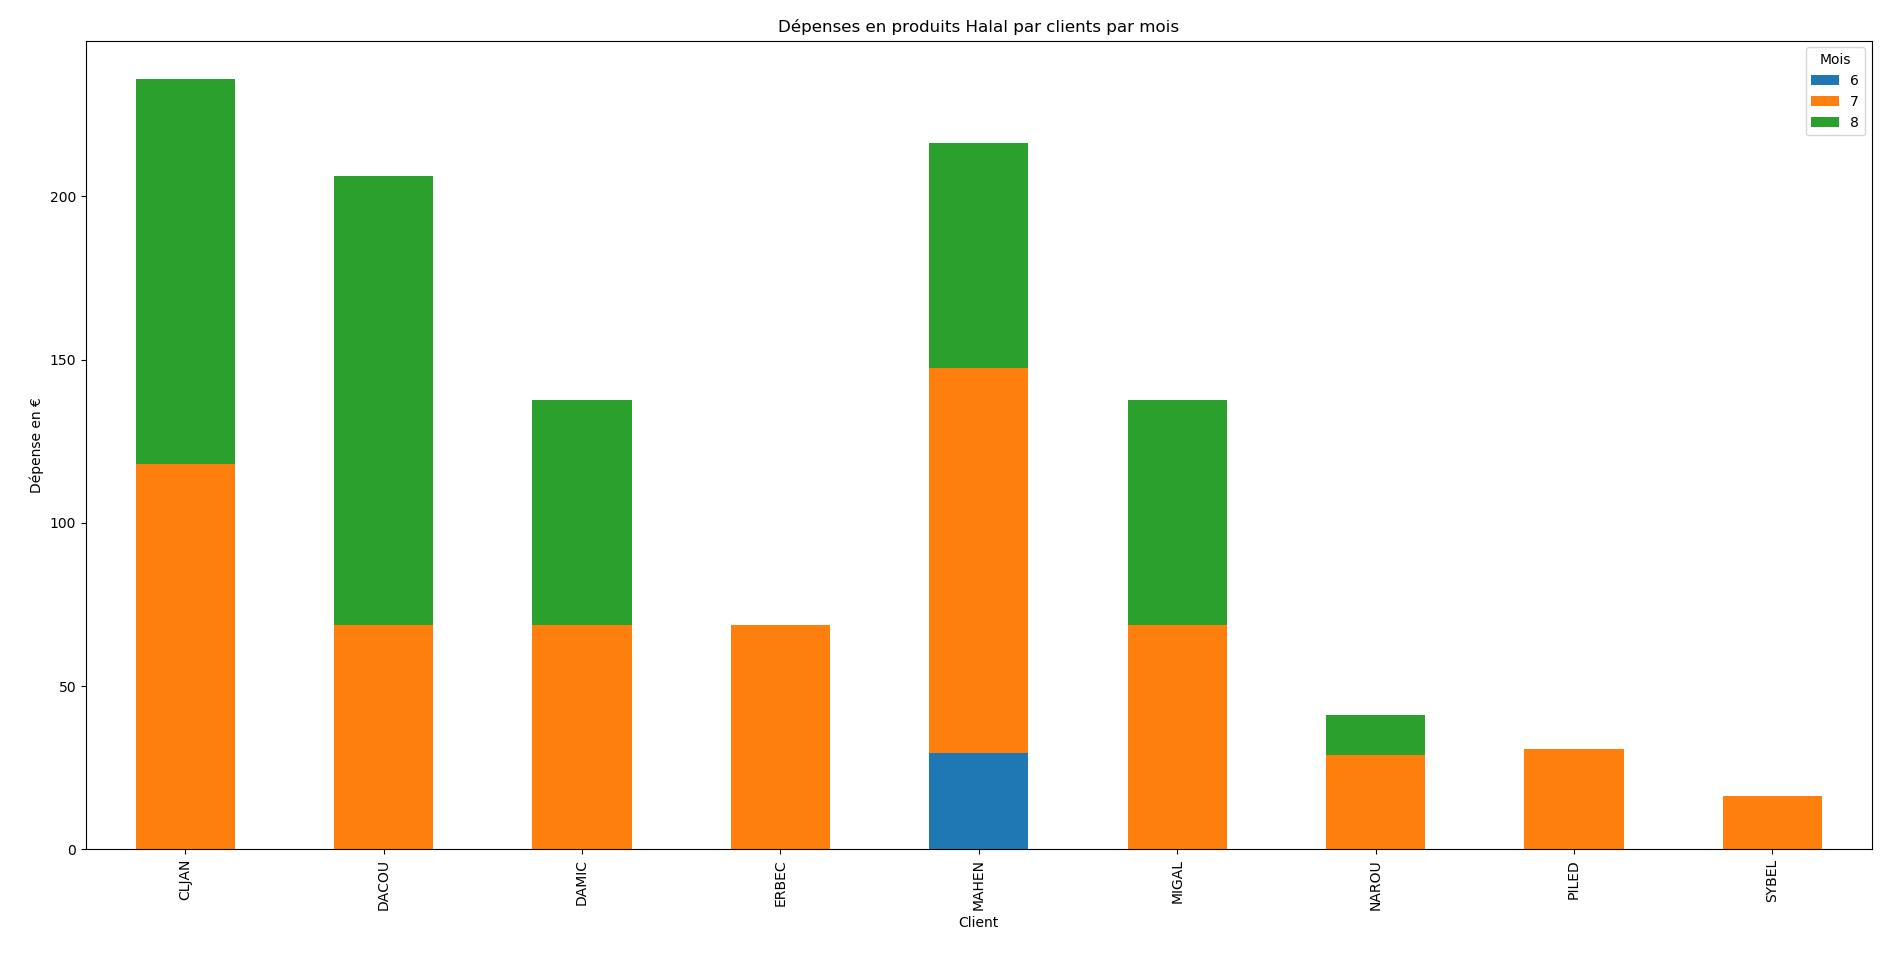 Dépenses en produits Halal par clients par mois
Mois
6
7
8
Dépense en €
200
150
100
50
0
CLJAN
DACOU
DAMIC
ERBEC
MAHEN
MIGAL
NAROU
PILED
SYBEL
Client